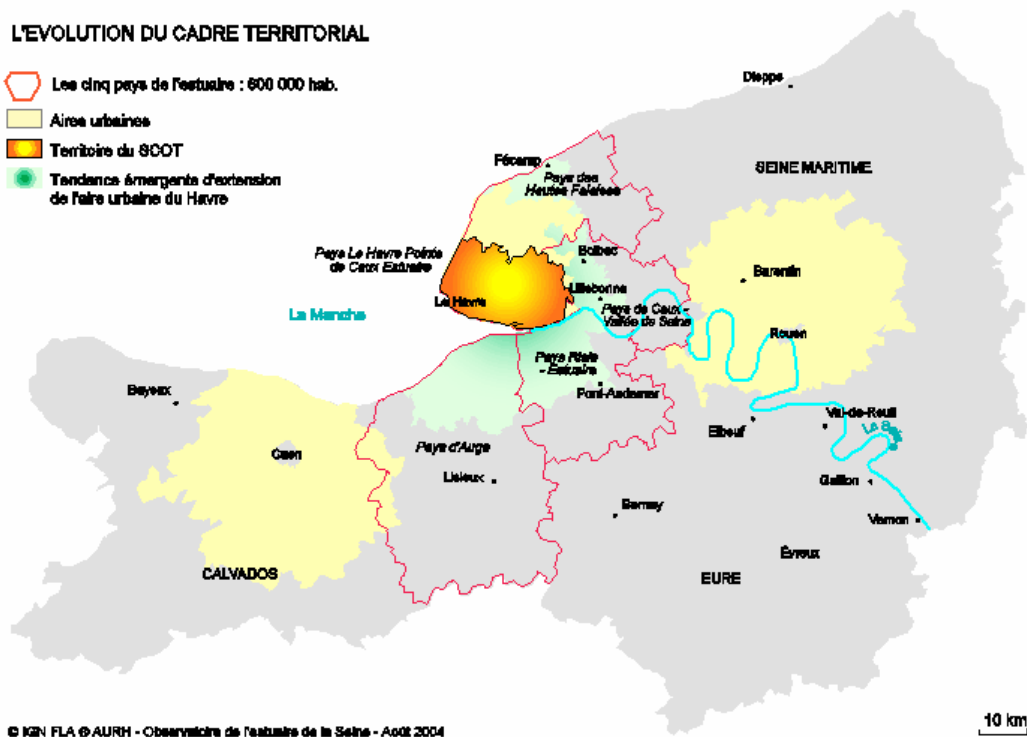 L'EVOLUTION DU CADRE TERRITORIAL
Les cinq pays de l'estuaire : 600 000 hab.
Aires urbaines
Territoire du SCOT
Tendance émergente d'extension
de l'aire urbaine du Havre
Dieppe
SEINE MARITIME
Fécamp
Pays des
Hautes Falaises
Pays Le Havre Pointe
de Caux Estuaire
Bolbec
Barentin
Lillebonne
Le Havre
Pays de Caux -
Vallée de Seine
La Manche
Rouen
Pays Risle
- Estuaire
Bayeux
Pont-Audemer
Elbeuf
Val-de-Reuil
Caen
Pays d'Auge
Lisieux
Gaillon
Bernay
Vernon
Évreux
CALVADOS
EURE
10 km
© IGN FLA © AURH - Observatoire de l'estuaire de la Seine - Août 2004